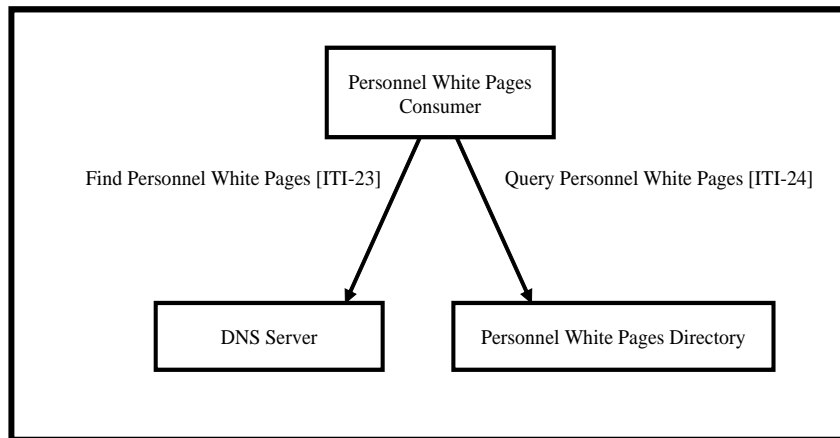 Personnel White Pages
Consumer
Find Personnel White Pages [ITI-23]
Query Personnel White Pages [ITI-24]
DNS Server
Personnel White Pages Directory